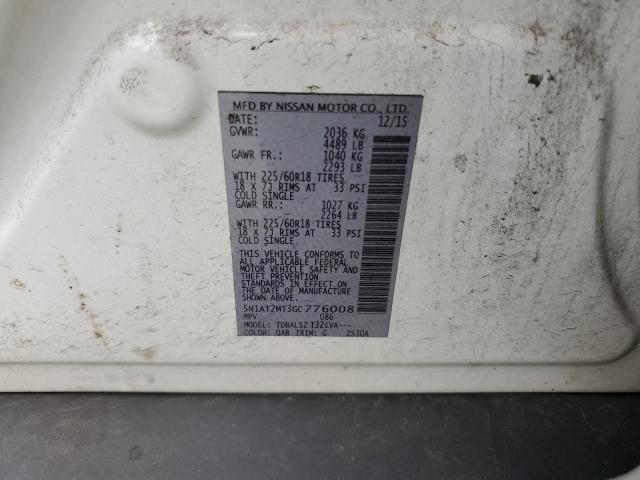 MFD BY NISSAN MOTOR CO., LTD.
DATE: 12/15
GVWR: 2036 KG
4489 LB
GAWR FR.: 1040 KG
2293 LB
WITH 225/60R18 TIRES
18 X 7J RIMS AT 33 PSI
COLD SINGLE
GAWR RR.: 1027 KG
2264 LB
WITH 225/60R18 TIRES
18 X 7J RIMS AT 33 PSI
COLD SINGLE
THIS VEHICLE CONFORMS TO
ALL APPLICABLE FEDERAL
MOTOR VEHICLE SAFETY AND
THEFT PREVENTION
STANDARDS IN EFFECT ON
THE DATE OF MANUFACTURE
SHOWN ABOVE.
5N1AT2MT3GC776008
MPV 086
MODEL: TDBALSZ T32EVA---
COLOR: QAB TRIM: G 2530A